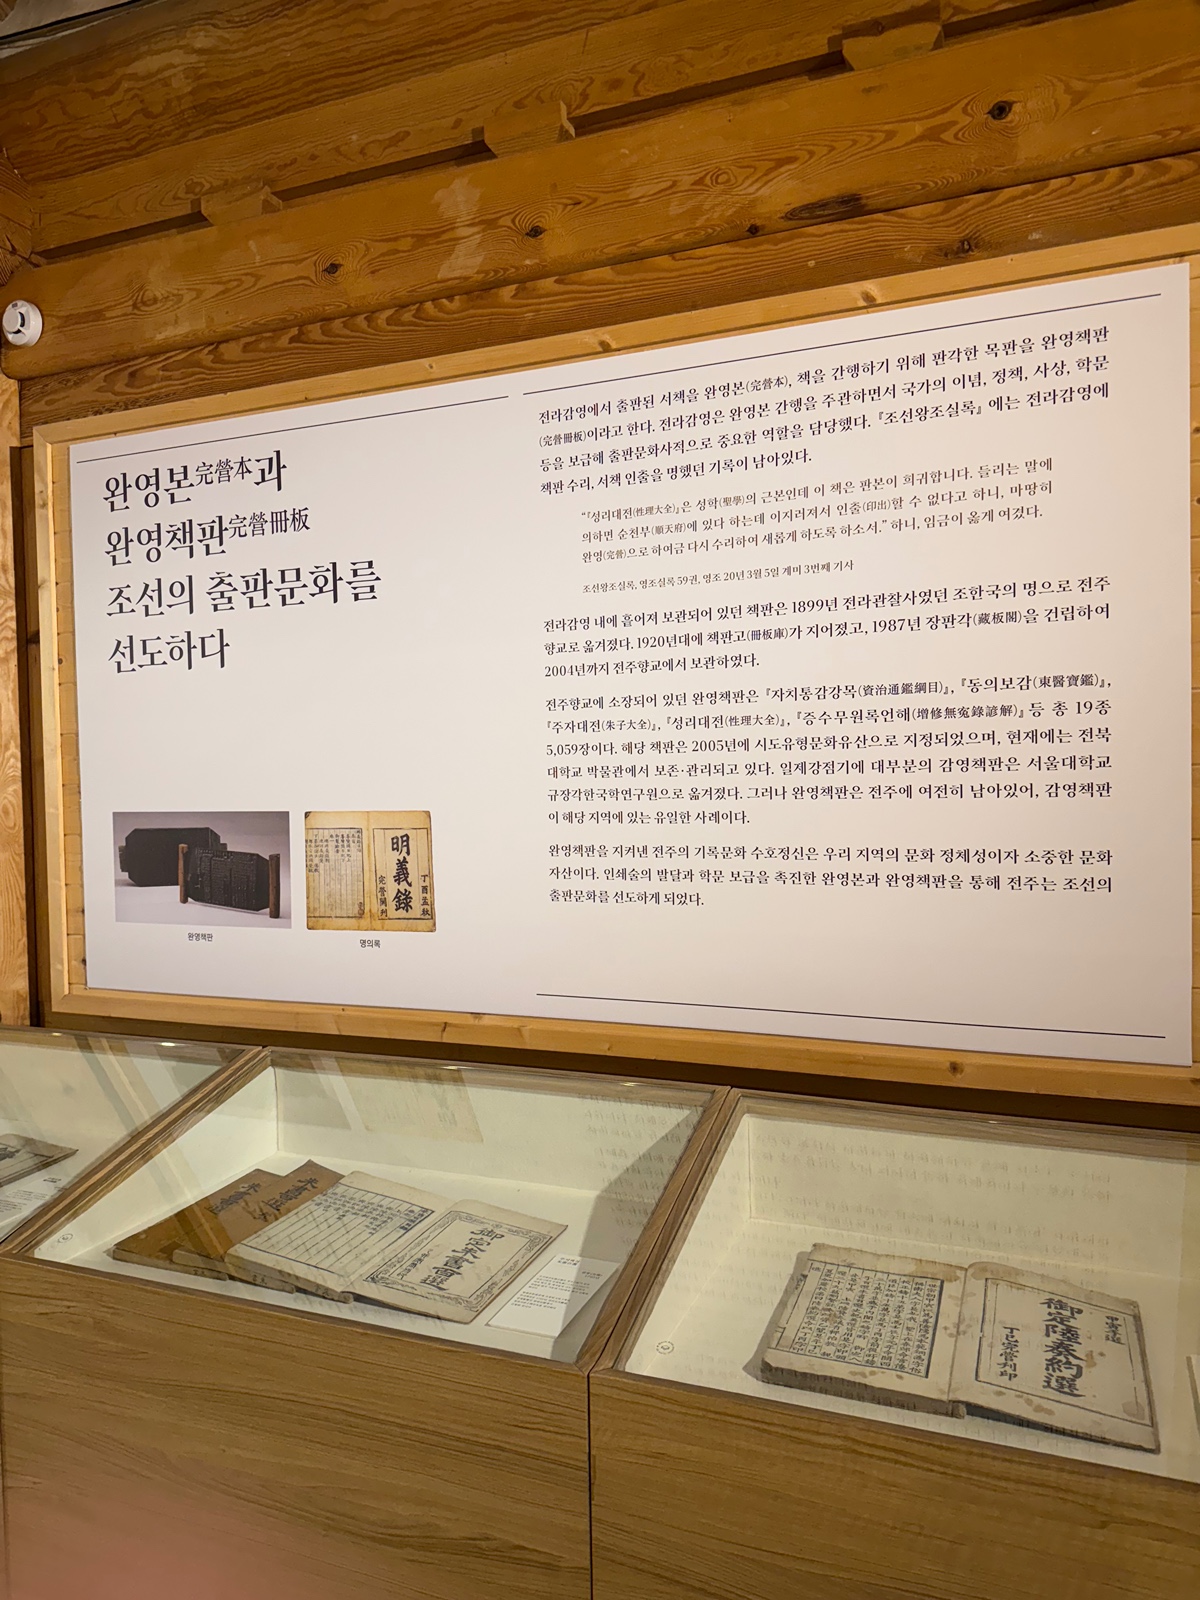 완영본完營本과
완영책판完營冊板
조선의 출판문화를
선도하다
완영책판
명의록
明義錄
丁酉孟秋
完營開刊
전라감영에서 출판된 서책을 완영본(完營本), 책을 간행하기 위해 판각한 목판을 완영책판
(完營冊板)이라고 한다. 전라감영은 완영본 간행을 주관하면서 국가의 이념, 정책, 사상, 학문
등을 보급해 출판문화사적으로 중요한 역할을 담당했다. 『조선왕조실록』에는 전라감영에
책판 수리, 서책 인출을 명했던 기록이 남아있다.
“『성리대전(性理大全)』은 성학(聖學)의 근본인데 이 책은 판본이 희귀합니다. 들리는 말에
의하면 순천부(順天府)에 있다 하는데 이지러져서 인출(印出)할 수 없다고 하니, 마땅히
완영(完營)으로 하여금 다시 수리하여 새롭게 하도록 하소서.” 하니, 임금이 옳게 여겼다.
조선왕조실록, 영조실록 59권, 영조 20년 3월 5일 계미 3번째 기사
전라감영 내에 흩어져 보관되어 있던 책판은 1899년 전라관찰사였던 조한국의 명으로 전주
향교로 옮겨졌다. 1920년대에 책판고(冊板庫)가 지어졌고, 1987년 장판각(藏板閣)을 건립하여
2004년까지 전주향교에서 보관하였다.
전주향교에 소장되어 있던 완영책판은 『자치통감강목(資治通鑑綱目)』, 『동의보감(東醫寶鑑)』,
『주자대전(朱子大全)』, 『성리대전(性理大全)』, 『증수무원록언해(增修無冤錄諺解)』 등 총 19종
5,059장이다. 해당 책판은 2005년에 시도유형문화유산으로 지정되었으며, 현재에는 전북
대학교 박물관에서 보존·관리되고 있다. 일제강점기에 대부분의 감영책판은 서울대학교
규장각한국학연구원으로 옮겨졌다. 그러나 완영책판은 전주에 여전히 남아있어, 감영책판
이 해당 지역에 있는 유일한 사례이다.
완영책판을 지켜낸 전주의 기록문화 수호정신은 우리 지역의 문화 정체성이자 소중한 문화
자산이다. 인쇄술의 발달과 학문 보급을 촉진한 완영본과 완영책판을 통해 전주는 조선의
출판문화를 선도하게 되었다.
御定朱書百選
御定陸奏約選
丁巳完營刊印